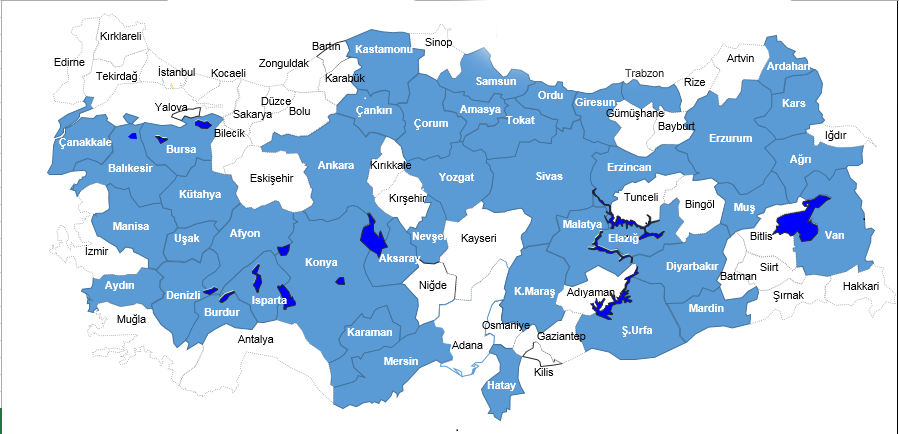 Kırklareli
Edirne
Tekirdağ
İstanbul
Kocaeli
Yalova
Sakarya
Düzce
Bolu
Zonguldak
Bartın
Karabük
Kastamonu
Sinop
Samsun
Ordu
Giresun
Trabzon
Rize
Artvin
Ardahan
Kars
Iğdır
Ağrı
Erzurum
Bayburt
Gümüşhane
Tokat
Amasya
Çorum
Çankırı
Çanakkale
Balıkesir
Bursa
Bilecik
Eskişehir
Kütahya
Ankara
Kırıkkale
Kırşehir
Yozgat
Sivas
Erzincan
Tunceli
Bingöl
Muş
Bitlis
Van
Hakkari
Şırnak
Siirt
Batman
Diyarbakır
Mardin
Elazığ
Malatya
Adıyaman
Ş.Urfa
K.Maraş
Gaziantep
Kilis
Osmaniye
Hatay
Adana
Kayseri
Nevşeh
Niğde
Aksaray
Konya
Karaman
Mersin
Antalya
Isparta
Burdur
Afyon
Uşak
Manisa
İzmir
Aydın
Denizli
Muğla